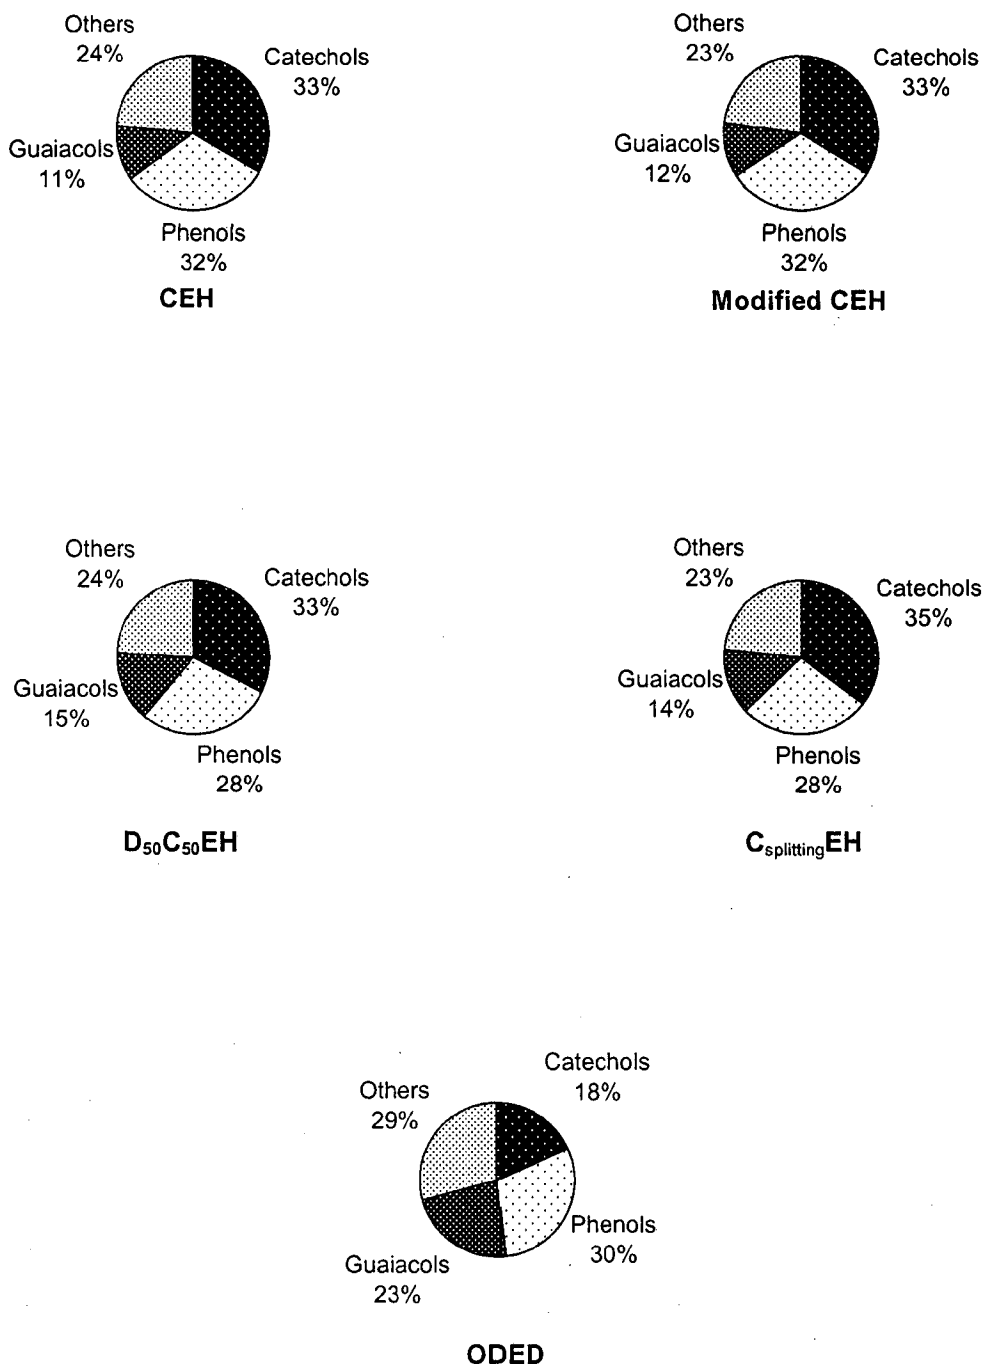 Others
24%
Catechols
33%
Guaiacols
11%
Phenols
32%
CEH
Others
23%
Catechols
33%
Guaiacols
12%
Phenols
32%
Modified CEH
Others
24%
Catechols
33%
Guaiacols
15%
Phenols
28%
D₅₀C₅₀EH
Others
23%
Catechols
35%
Guaiacols
14%
Phenols
28%
CsplittingEH
Catechols
18%
Others
29%
Phenols
30%
Guaiacols
23%
ODED